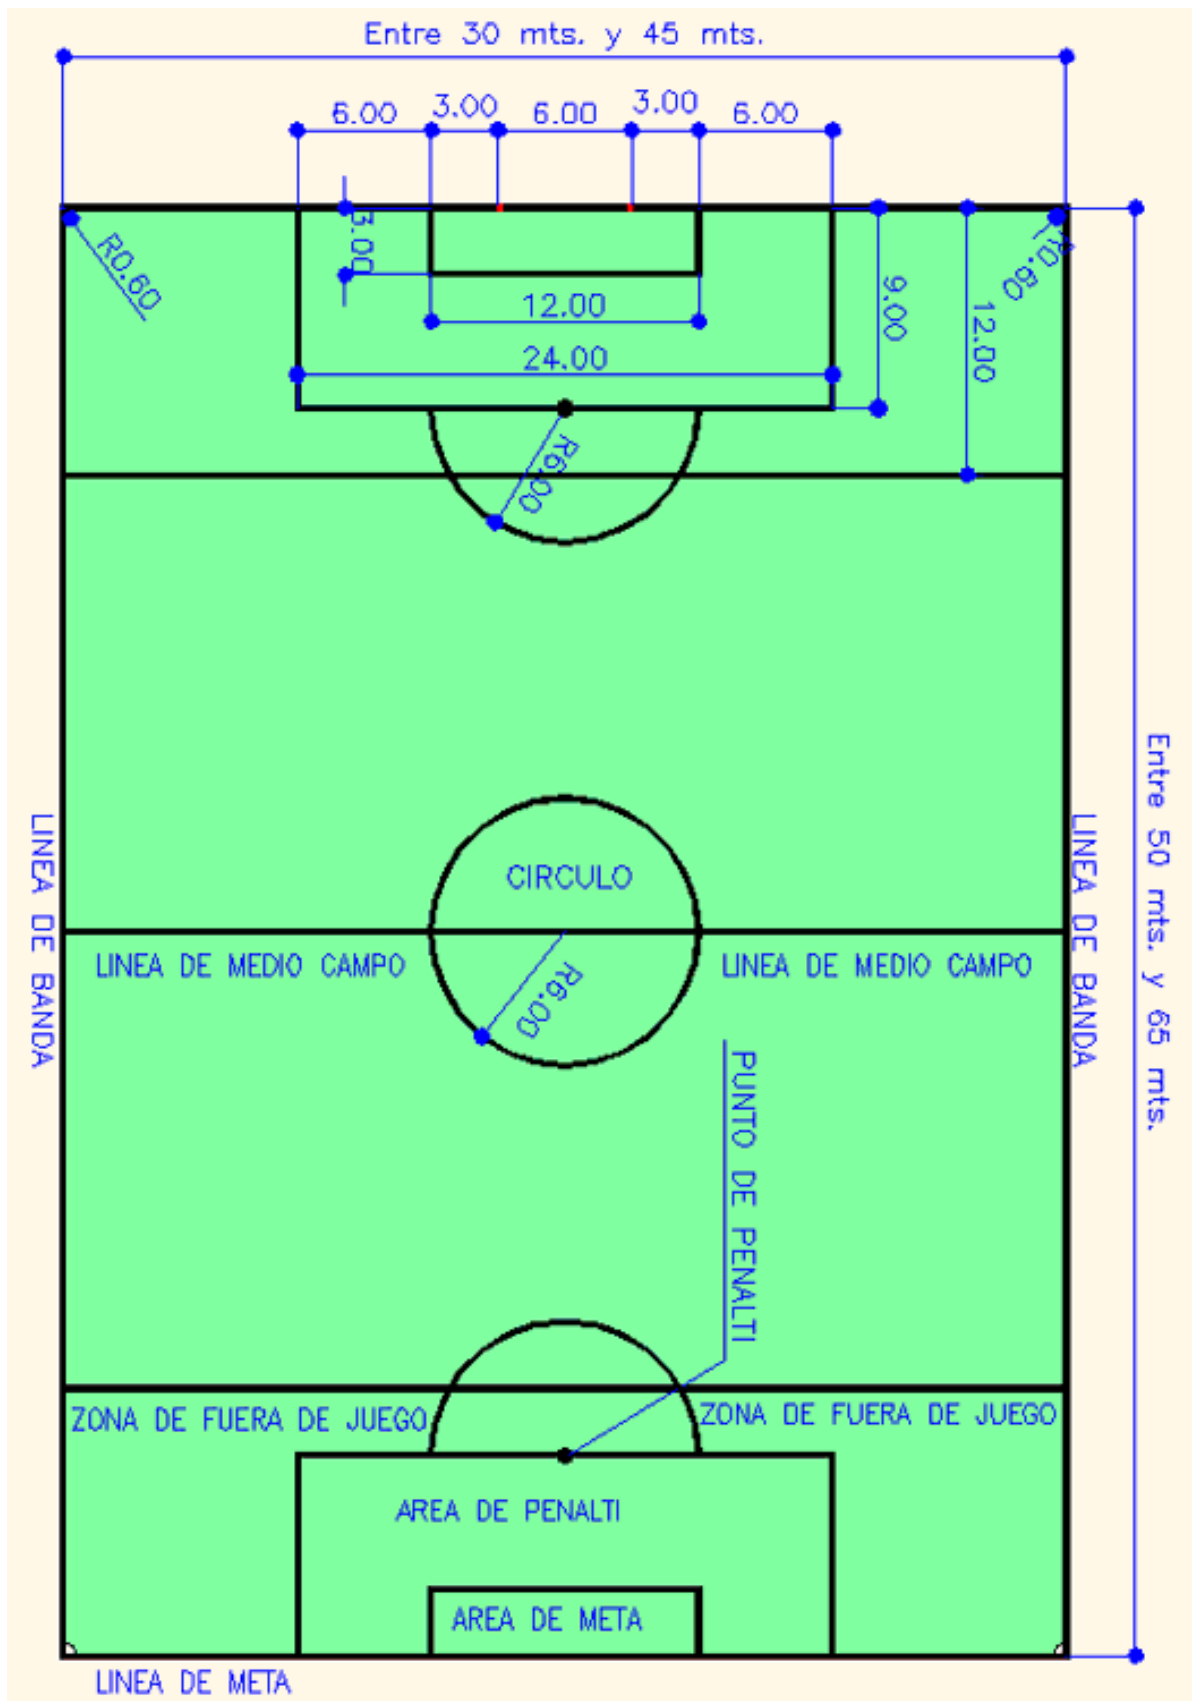 Entre 30 mts. y 45 mts.
6.00
3.00
6.00
3.00
6.00
R0.60
3.00
R0.60
12.00
9.00
12.00
24.00
R6.00
Entre 50 mts. y 65 mts.
LINEA DE BANDA
LINEA DE BANDA
CIRCULO
LINEA DE MEDIO CAMPO
LINEA DE MEDIO CAMPO
R6.00
PUNTO DE PENALTI
ZONA DE FUERA DE JUEGO
ZONA DE FUERA DE JUEGO
AREA DE PENALTI
AREA DE META
LINEA DE META